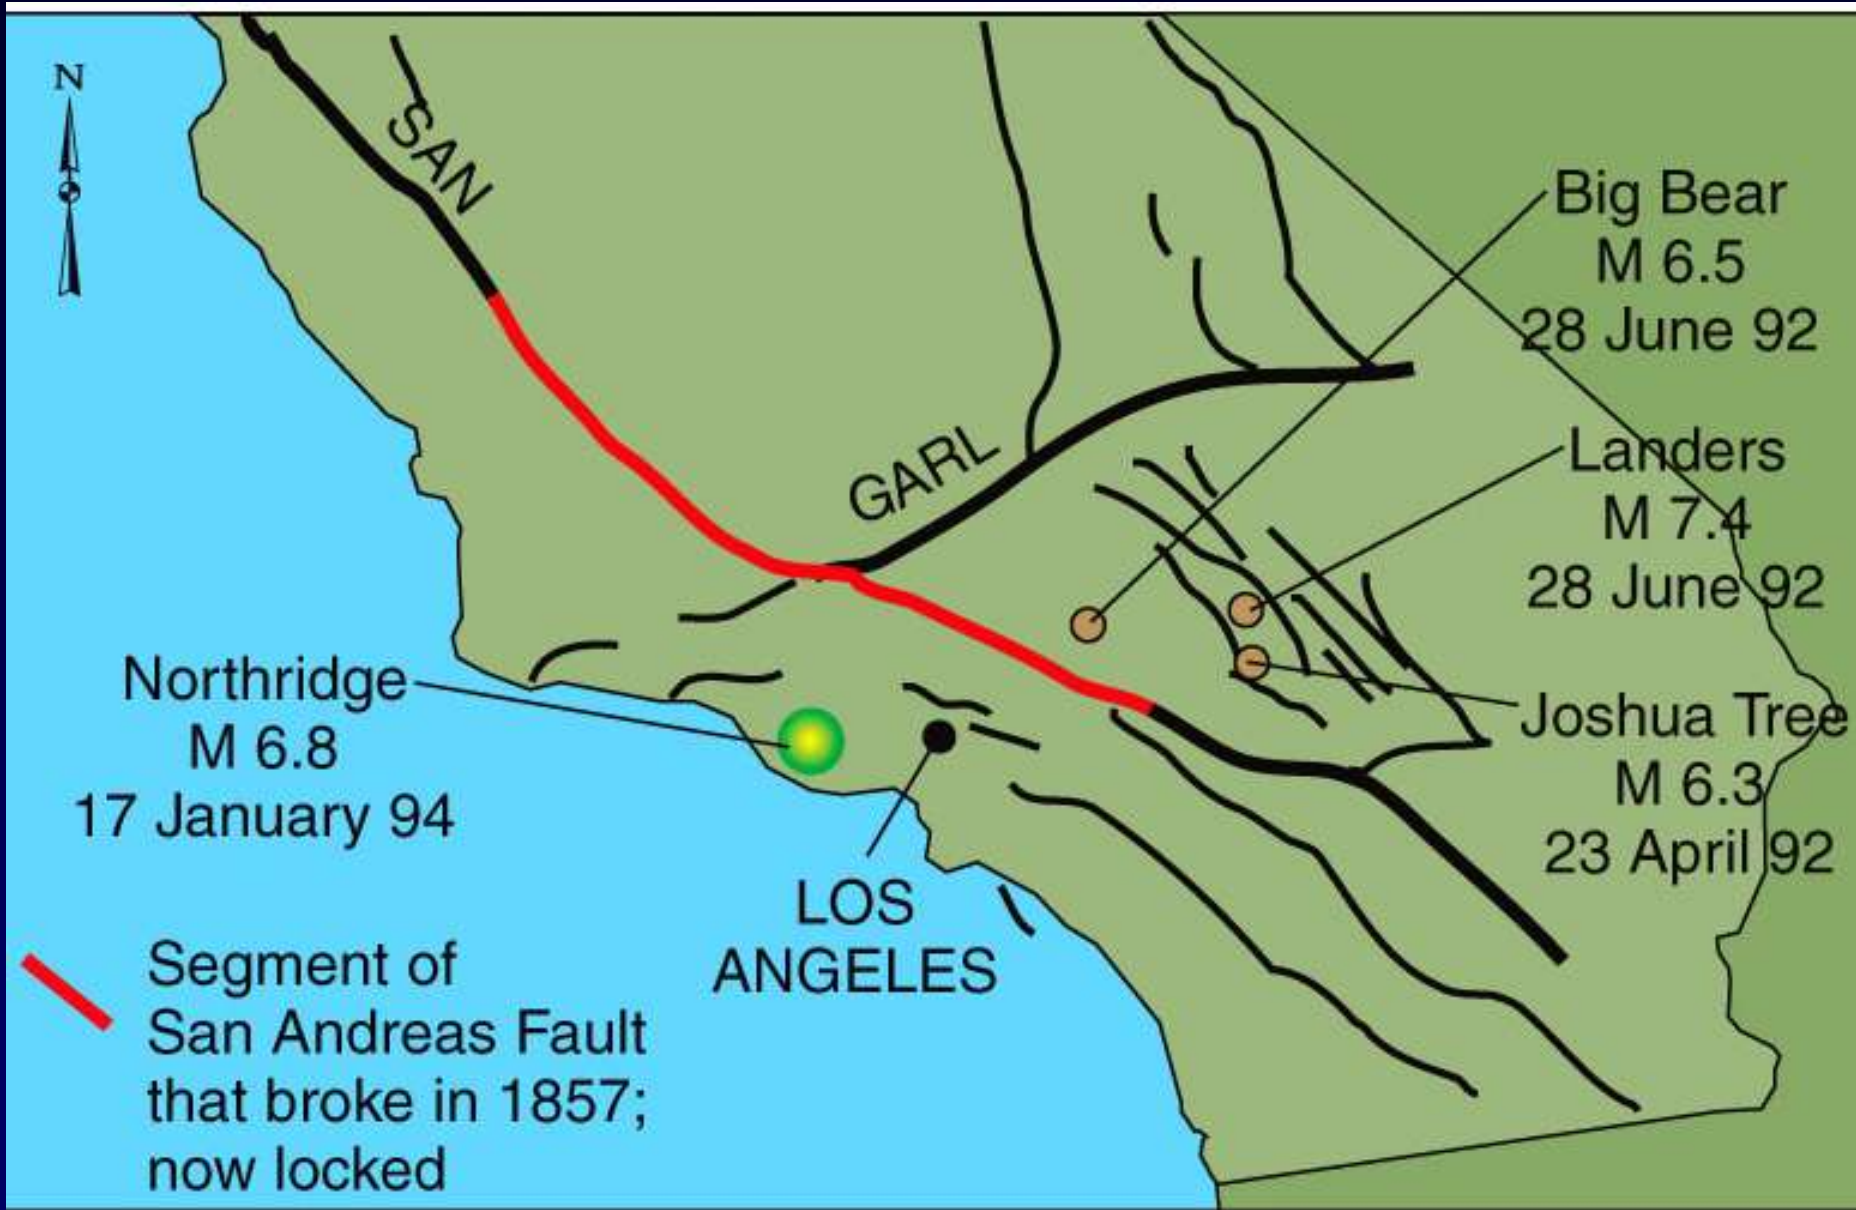 N
SAN
GARL
Big Bear
M 6.5
28 June 92
Landers
M 7.4
28 June 92
Joshua Tree
M 6.3
23 April 92
Northridge
M 6.8
17 January 94
LOS
ANGELES
Segment of
San Andreas Fault
that broke in 1857;
now locked